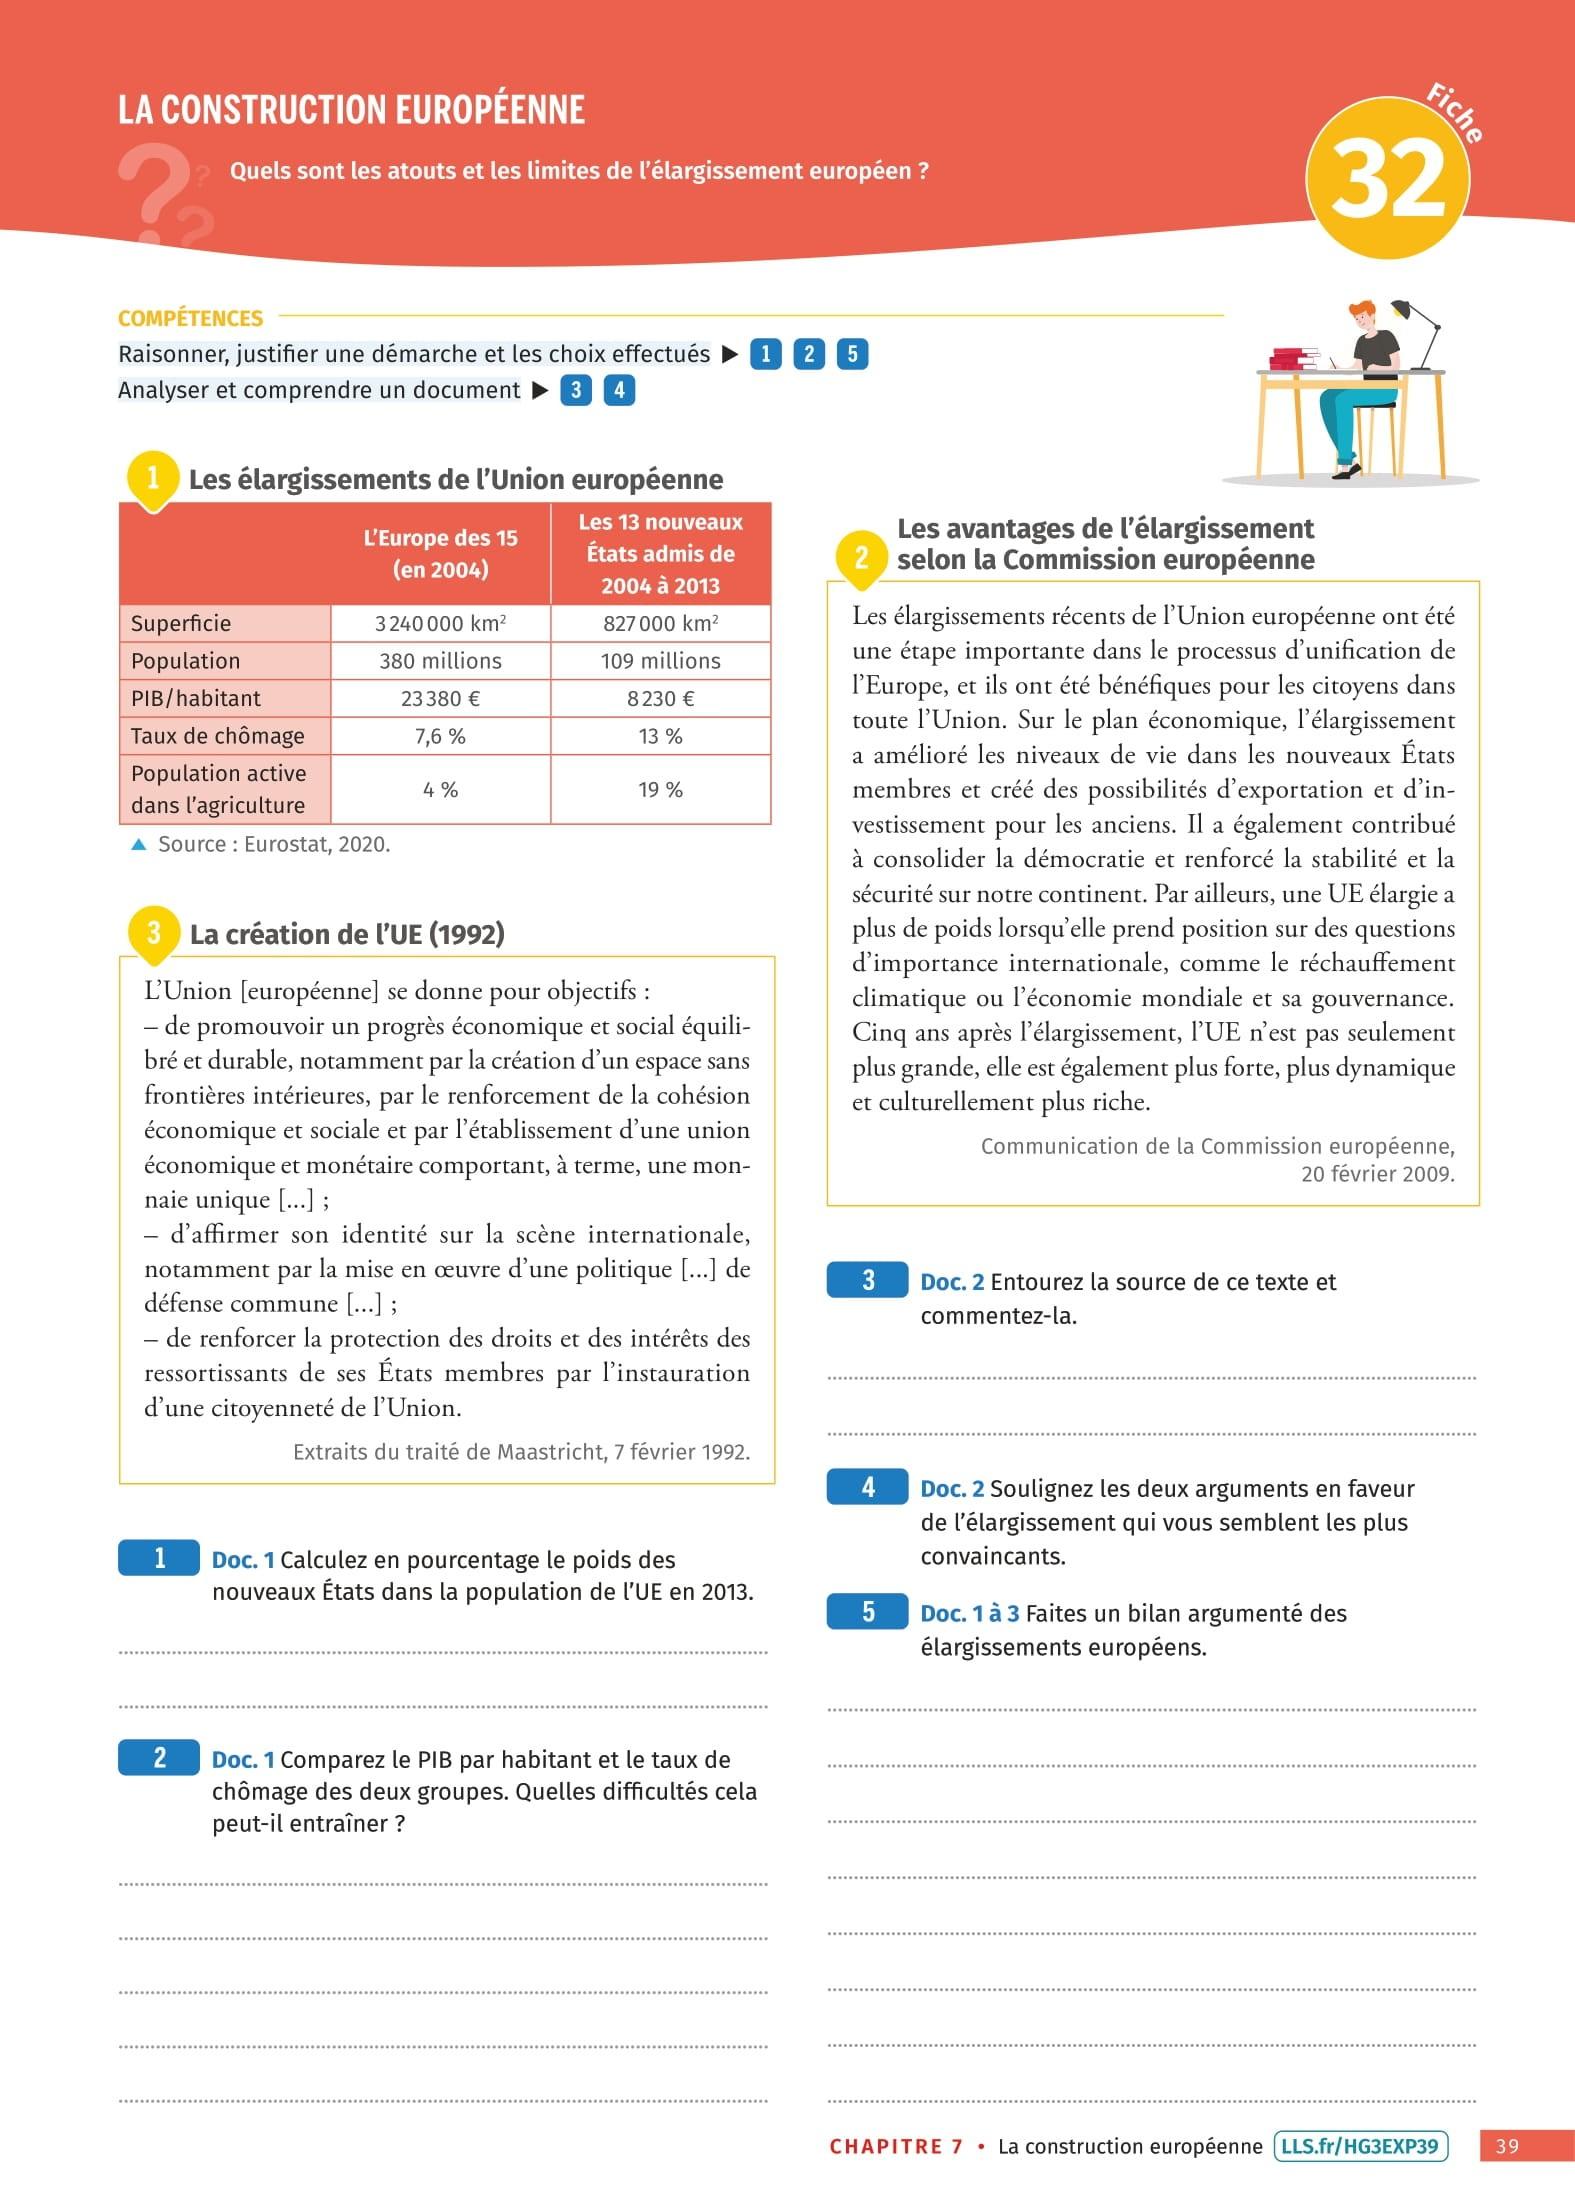 LA CONSTRUCTION EUROPÉENNE
? ? ?
Quels sont les atouts et les limites de l’élargissement européen ?
Fiche
32
COMPÉTENCES
Raisonner, justifier une démarche et les choix effectués ▶ 1 2 5
Analyser et comprendre un document ▶ 3 4
1 Les élargissements de l’Union européenne
L’Europe des 15
(en 2004)
Les 13 nouveaux
États admis de
2004 à 2013
Superficie 3 240 000 km² 827 000 km²
Population 380 millions 109 millions
PIB/habitant 23 380 € 8 230 €
Taux de chômage 7,6 % 13 %
Population active
dans l’agriculture
4 % 19 %
▲ Source : Eurostat, 2020.
3 La création de l’UE (1992)
L’Union [européenne] se donne pour objectifs :
– de promouvoir un progrès économique et social équili-
bré et durable, notamment par la création d’un espace sans
frontières intérieures, par le renforcement de la cohésion
économique et sociale et par l’établissement d’une union
économique et monétaire comportant, à terme, une mon-
naie unique [...] ;
– d’affirmer son identité sur la scène internationale,
notamment par la mise en œuvre d’une politique [...] de
défense commune [...] ;
– de renforcer la protection des droits et des intérêts des
ressortissants de ses États membres par l’instauration
d’une citoyenneté de l’Union.
Extraits du traité de Maastricht, 7 février 1992.
1 Doc. 1 Calculez en pourcentage le poids des
nouveaux États dans la population de l’UE en 2013.
2 Doc. 1 Comparez le PIB par habitant et le taux de
chômage des deux groupes. Quelles difficultés cela
peut-il entraîner ?
2 Les avantages de l’élargissement
selon la Commission européenne
Les élargissements récents de l’Union européenne ont été
une étape importante dans le processus d’unification de
l’Europe, et ils ont été bénéfiques pour les citoyens dans
toute l’Union. Sur le plan économique, l’élargissement
a amélioré les niveaux de vie dans les nouveaux États
membres et créé des possibilités d’exportation et d’in-
vestissement pour les anciens. Il a également contribué
à consolider la démocratie et renforcé la stabilité et la
sécurité sur notre continent. Par ailleurs, une UE élargie a
plus de poids lorsqu’elle prend position sur des questions
d’importance internationale, comme le réchauffement
climatique ou l’économie mondiale et sa gouvernance.
Cinq ans après l’élargissement, l’UE n’est pas seulement
plus grande, elle est également plus forte, plus dynamique
et culturellement plus riche.
Communication de la Commission européenne,
20 février 2009.
3 Doc. 2 Entourez la source de ce texte et
commentez-la.
4 Doc. 2 Soulignez les deux arguments en faveur
de l’élargissement qui vous semblent les plus
convaincants.
5 Doc. 1 à 3 Faites un bilan argumenté des
élargissements européens.
CHAPITRE 7 • La construction européenne LLS.fr/HG3EXP39 39